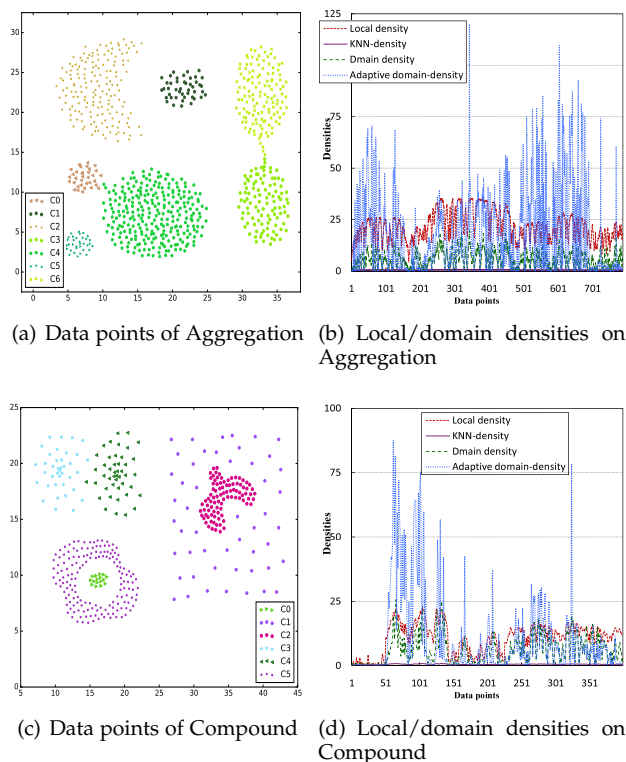 30
25
20
15
10
5
0
C0
C1
C2
C3
C4
C5
C6
0 5 10 15 20 25 30 35
125
75
50
25
0
Densities
Local density
KNN-density
Dmain density
Adaptive domain-density
1 101 201 301 401 501 601 701
Data points
(a) Data points of Aggregation
(b) Local/domain densities on
Aggregation
25
20
15
10
5
0
C0
C1
C2
C3
C4
C5
5 10 15 20 25 30 35 40 45
100
75
50
25
0
Densities
Local density
KNN-density
Dmain density
Adaptive domain-density
1 51 101 151 201 251 301 351
Data points
(c) Data points of Compound
(d) Local/domain densities on
Compound